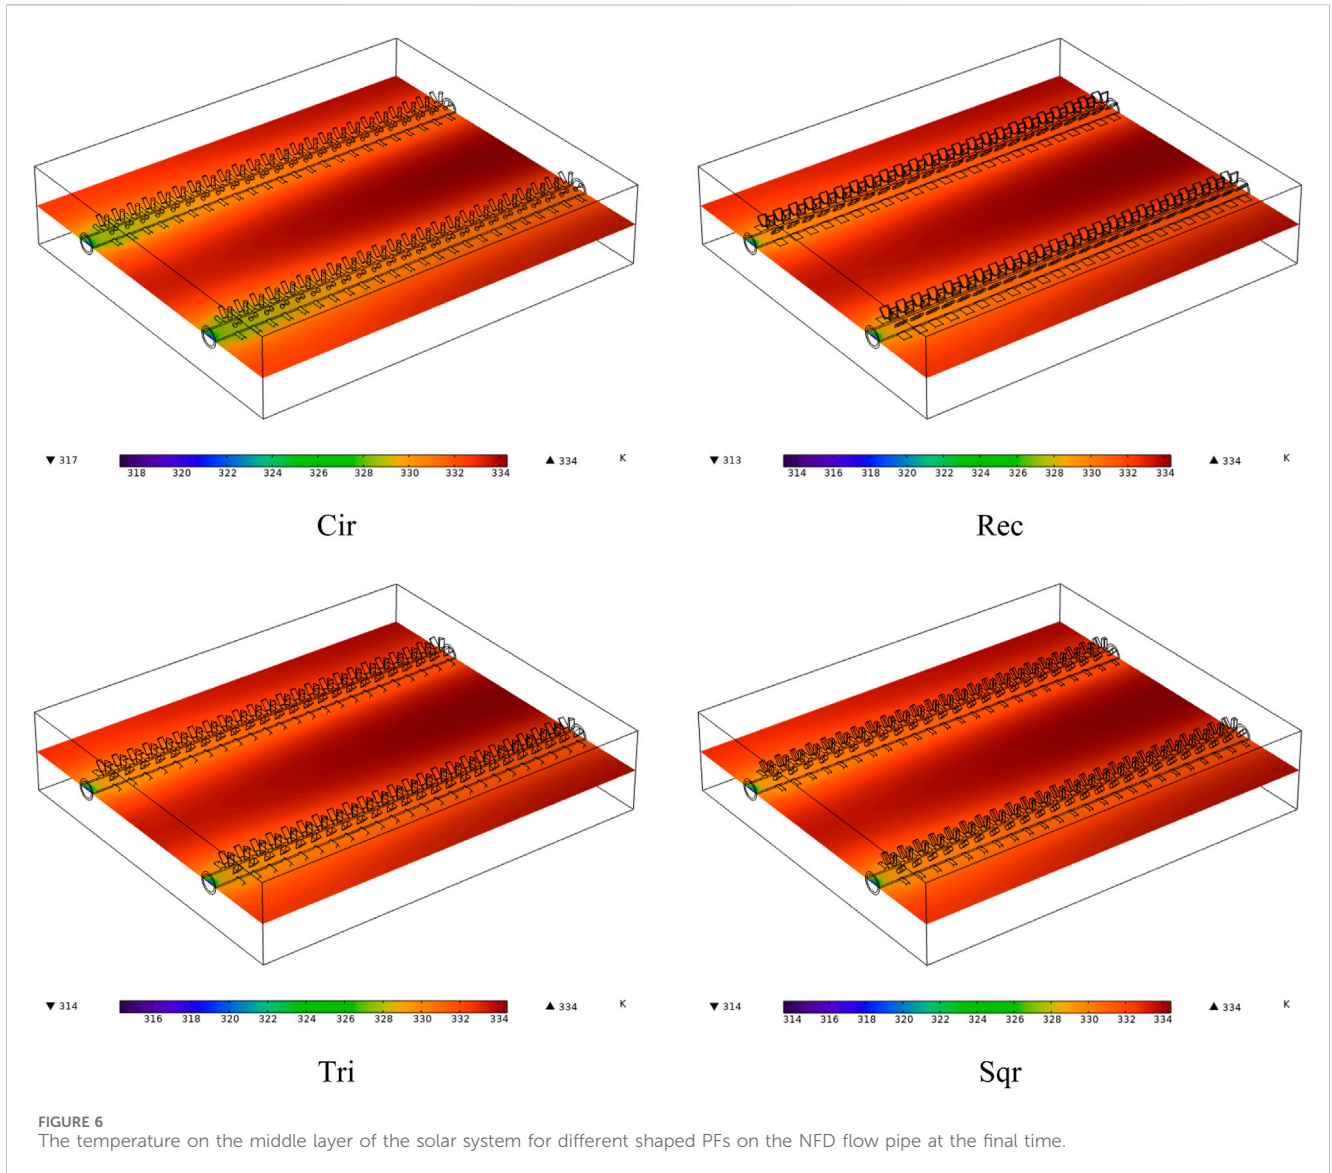 ▼ 317 318 320 322 324 326 328 330 332 334 ▲ 334 K
Cir
▼ 313 314 316 318 320 322 324 326 328 330 332 334 ▲ 334 K
Rec
▼ 314 316 318 320 322 324 326 328 330 332 334 ▲ 334 K
Tri
▼ 314 314 316 318 320 322 324 326 328 330 332 334 ▲ 334 K
Sqr
FIGURE 6
The temperature on the middle layer of the solar system for different shaped PFs on the NFD flow pipe at the final time.